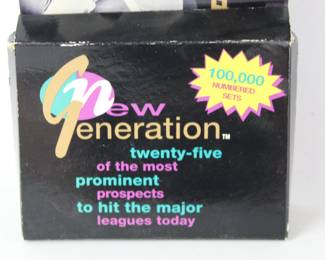 100,000
NUMBERED
SETS
new
Generation™
twenty-five
of the most
prominent
prospects
to hit the major
leagues today